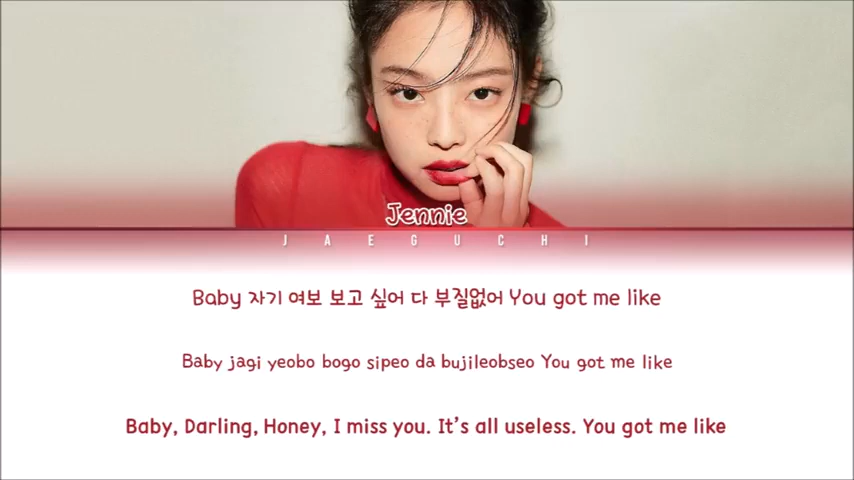 Jennie
JAEGUCHI
Baby 자기 여보 보고 싶어 다 부질없어 You got me like
Baby jagi yeobo bogo sipeo da bujileobseo You got me like
Baby, Darling, Honey, I miss you. It's all useless. You got me like